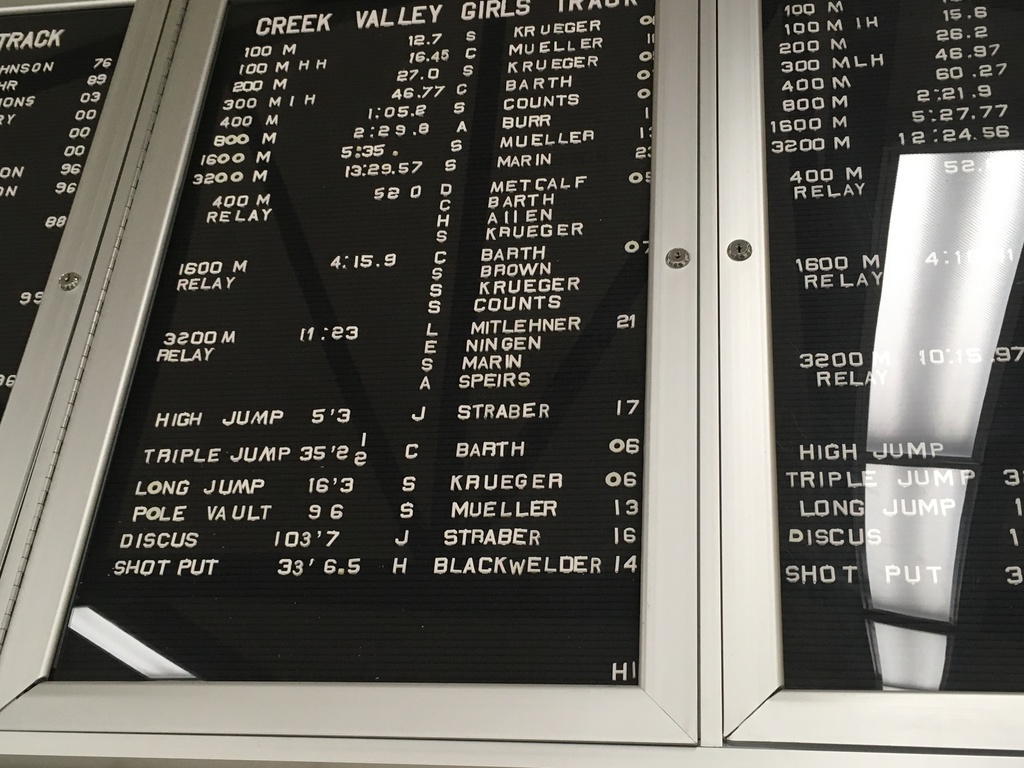 TRACK
76
89
03
00
00
00
96
96
88
CREEK VALLEY GIRLS TRACK
100 M 12.7 S KRUEGER
100 M HH 16.45 C MUELLER
200 M 27.0 S KRUEGER
300 M IH 46.77 C BARTH
400 M 1:05.2 S COUNTS
800 M 2:29.8 A BURR
1600 M 5:35. S MUELLER
3200 M 13:29.57 S MARIN
400 M 52 0 D METCALF
RELAY C BARTH
H AllEN
S KRUEGER
1600 M 4:15.9 C BARTH
RELAY S BROWN
S KRUEGER
S COUNTS
3200 M 11:23 L MITLEHNER 21
RELAY E NINGEN
S MARIN
A SPEIRS
HIGH JUMP 5'3 J STRABER 17
TRIPLE JUMP 35'2 1/2 C BARTH 06
LONG JUMP 16'3 S KRUEGER 06
POLE VAULT 9 6 S MUELLER 13
DISCUS 103'7 J STRABER 16
SHOT PUT 33'6.5 H BLACKWELDER 14
HI
100 M 15.6
100 M IH 26.2
200 M 46.97
300 MLH 60.27
400 M 2:21.9
800 M 5:27.77
1600 M 12:24.56
3200 M
400 M 52.
RELAY
1600 M
RELAY
3200 M 10:15.97
RELAY
HIGH JUMP
TRIPLE JUMP 3
LONG JUMP 1
DISCUS 1
SHOT PUT 3